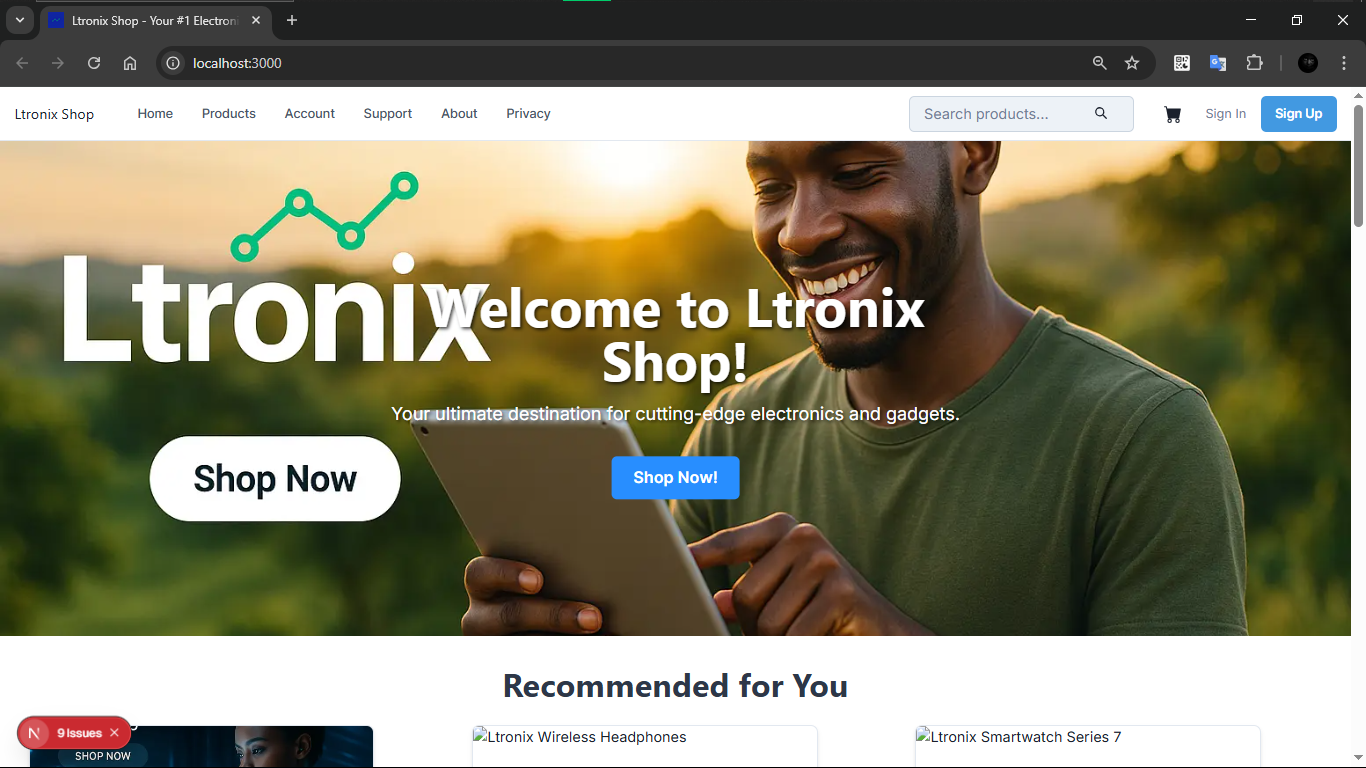 Ltronix Shop - Your #1 Electron
localhost:3000
Ltronix Shop
Home
Products
Account
Support
About
Privacy
Search products...
Sign In
Sign Up
Ltronix
Welcome to Ltronix
Shop!
Your ultimate destination for cutting-edge electronics and gadgets.
Shop Now
Shop Now!
Recommended for You
N
9 Issues
SHOP NOW
Ltronix Wireless Headphones
Ltronix Smartwatch Series 7